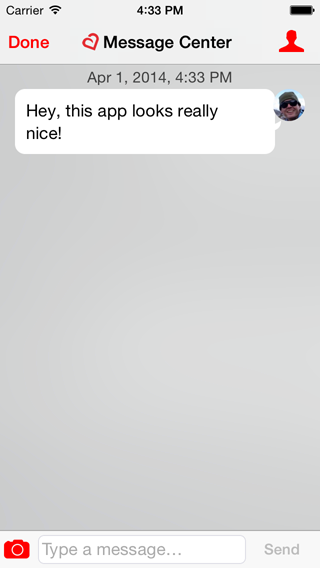 Carrier 4:33 PM
Done Message Center
Apr 1, 2014, 4:33 PM
Hey, this app looks really
nice!
Type a message… Send